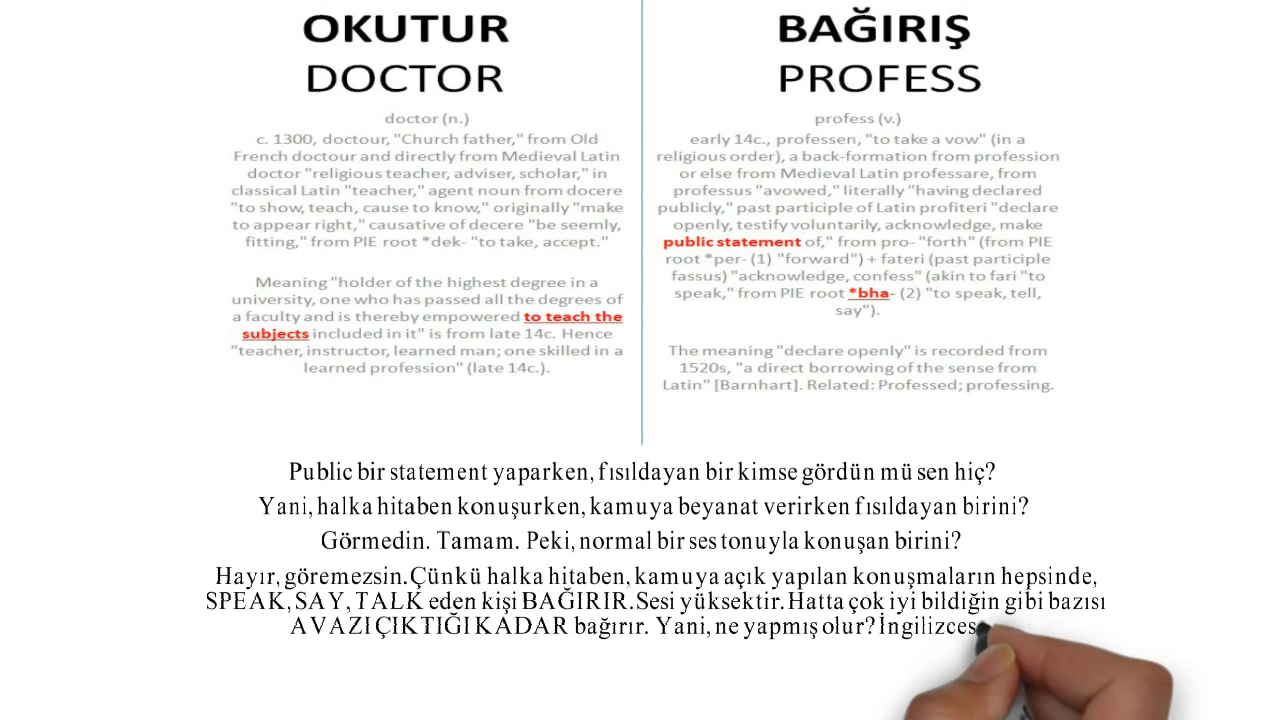 OKUTUR
DOCTOR
doctor (n.)
c. 1300, doctour, "Church father," from Old
French doctour and directly from Medieval Latin
doctor "religious teacher, adviser, scholar," in
classical Latin "teacher," agent noun from docere
"to show, teach, cause to know," originally "make
to appear right," causative of decere "be seemly,
fitting," from PIE root *dek- "to take, accept."
Meaning "holder of the highest degree in a
university, one who has passed all the degrees of
a faculty and is thereby empowered to teach the
subjects included in it" is from late 14c. Hence
"teacher, instructor, learned man; one skilled in a
learned profession" (late 14c.).
BAĞIRIŞ
PROFESS
profess (v.)
early 14c., professen, "to take a vow" (in a
religious order), a back-formation from profession
or else from Medieval Latin professare, from
professus "avowed," literally "having declared
publicly," past participle of Latin profiteri "declare
openly, testify voluntarily, acknowledge, make
public statement of," from pro- "forth" (from PIE
root *per- (1) "forward") + fateri (past participle
fassus) "acknowledge, confess" (akin to fari "to
speak," from PIE root *bha- (2) "to speak, tell,
say").
The meaning "declare openly" is recorded from
1520s, "a direct borrowing of the sense from
Latin" [Barnhart]. Related: Professed; professing.
Public bir statement yaparken, fısıldayan bir kimse gördün mü sen hiç?
Yani, halka hitaben konuşurken, kamuya beyanat verirken fısıldayan birini?
Görmedin. Tamam. Peki, normal bir ses tonuyla konuşan birini?
Hayır, göremezsin. Çünkü halka hitaben, kamuya açık yapılan konuşmaların hepsinde,
SPEAK, SAY, TALK eden kişi BAĞIRIR. Sesi yüksektir. Hatta çok iyi bildiğin gibi bazısı
AVAZI ÇIKTIĞI KADAR bağırır. Yani, ne yapmış olur? İngilizces